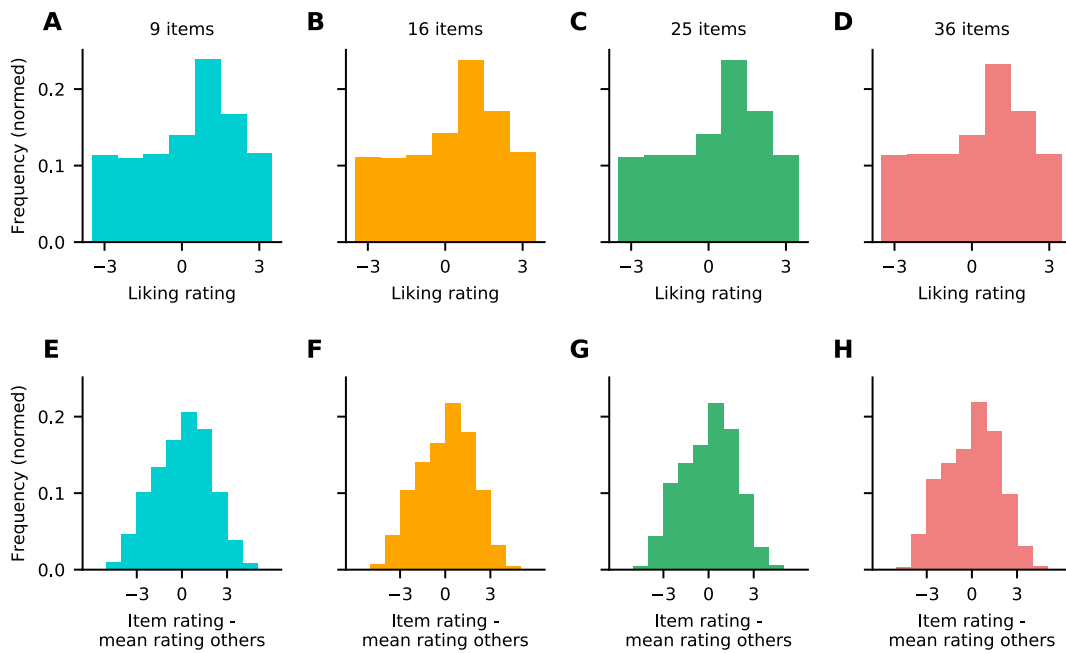 A
9 items
B
16 items
C
25 items
D
36 items
Frequency (normed)
0.2
0.1
0.0
−3 0 3
−3 0 3
−3 0 3
−3 0 3
Liking rating
Liking rating
Liking rating
Liking rating
E
F
G
H
Frequency (normed)
0.2
0.1
0.0
−3 0 3
−3 0 3
−3 0 3
−3 0 3
Item rating -
mean rating others
Item rating -
mean rating others
Item rating -
mean rating others
Item rating -
mean rating others